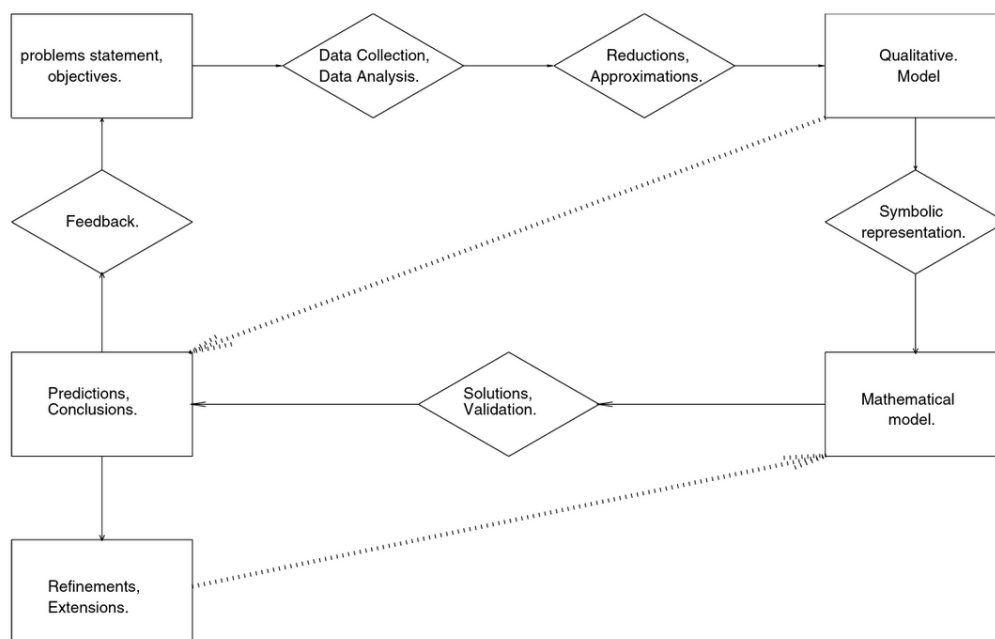 problems statement,
objectives.
Data Collection,
Data Analysis.
Reductions,
Approximations.
Qualitative.
Model
Feedback.
Symbolic
representation.
Predictions,
Conclusions.
Solutions,
Validation.
Mathematical
model.
Refinements,
Extensions.